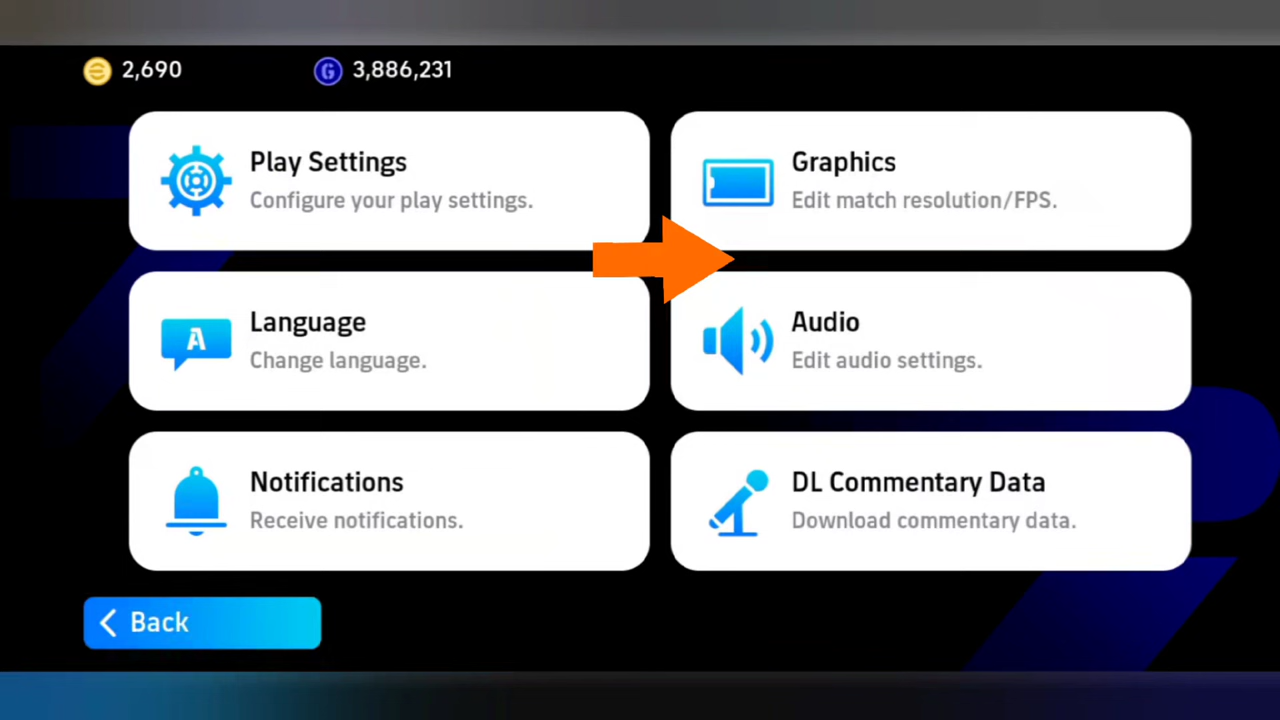 2,690
3,886,231
Play Settings
Configure your play settings.
Graphics
Edit match resolution/FPS.
Language
Change language.
Audio
Edit audio settings.
Notifications
Receive notifications.
DL Commentary Data
Download commentary data.
Back